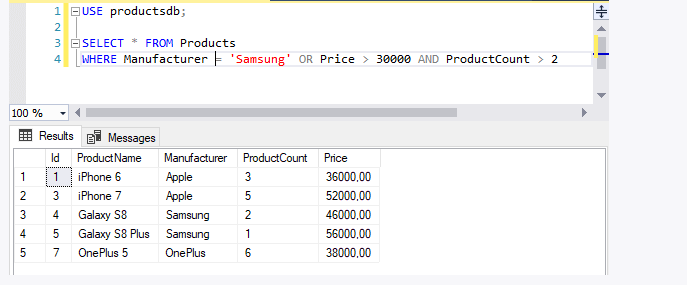 1 USE productsdb;
2
3 SELECT * FROM Products
4 WHERE Manufacturer = 'Samsung' OR Price > 30000 AND ProductCount > 2
100 %
Results Messages
Id ProductName Manufacturer ProductCount Price
1 1 iPhone 6 Apple 3 36000,00
2 3 iPhone 7 Apple 5 52000,00
3 4 Galaxy S8 Samsung 2 46000,00
4 5 Galaxy S8 Plus Samsung 1 56000,00
5 7 OnePlus 5 OnePlus 6 38000,00